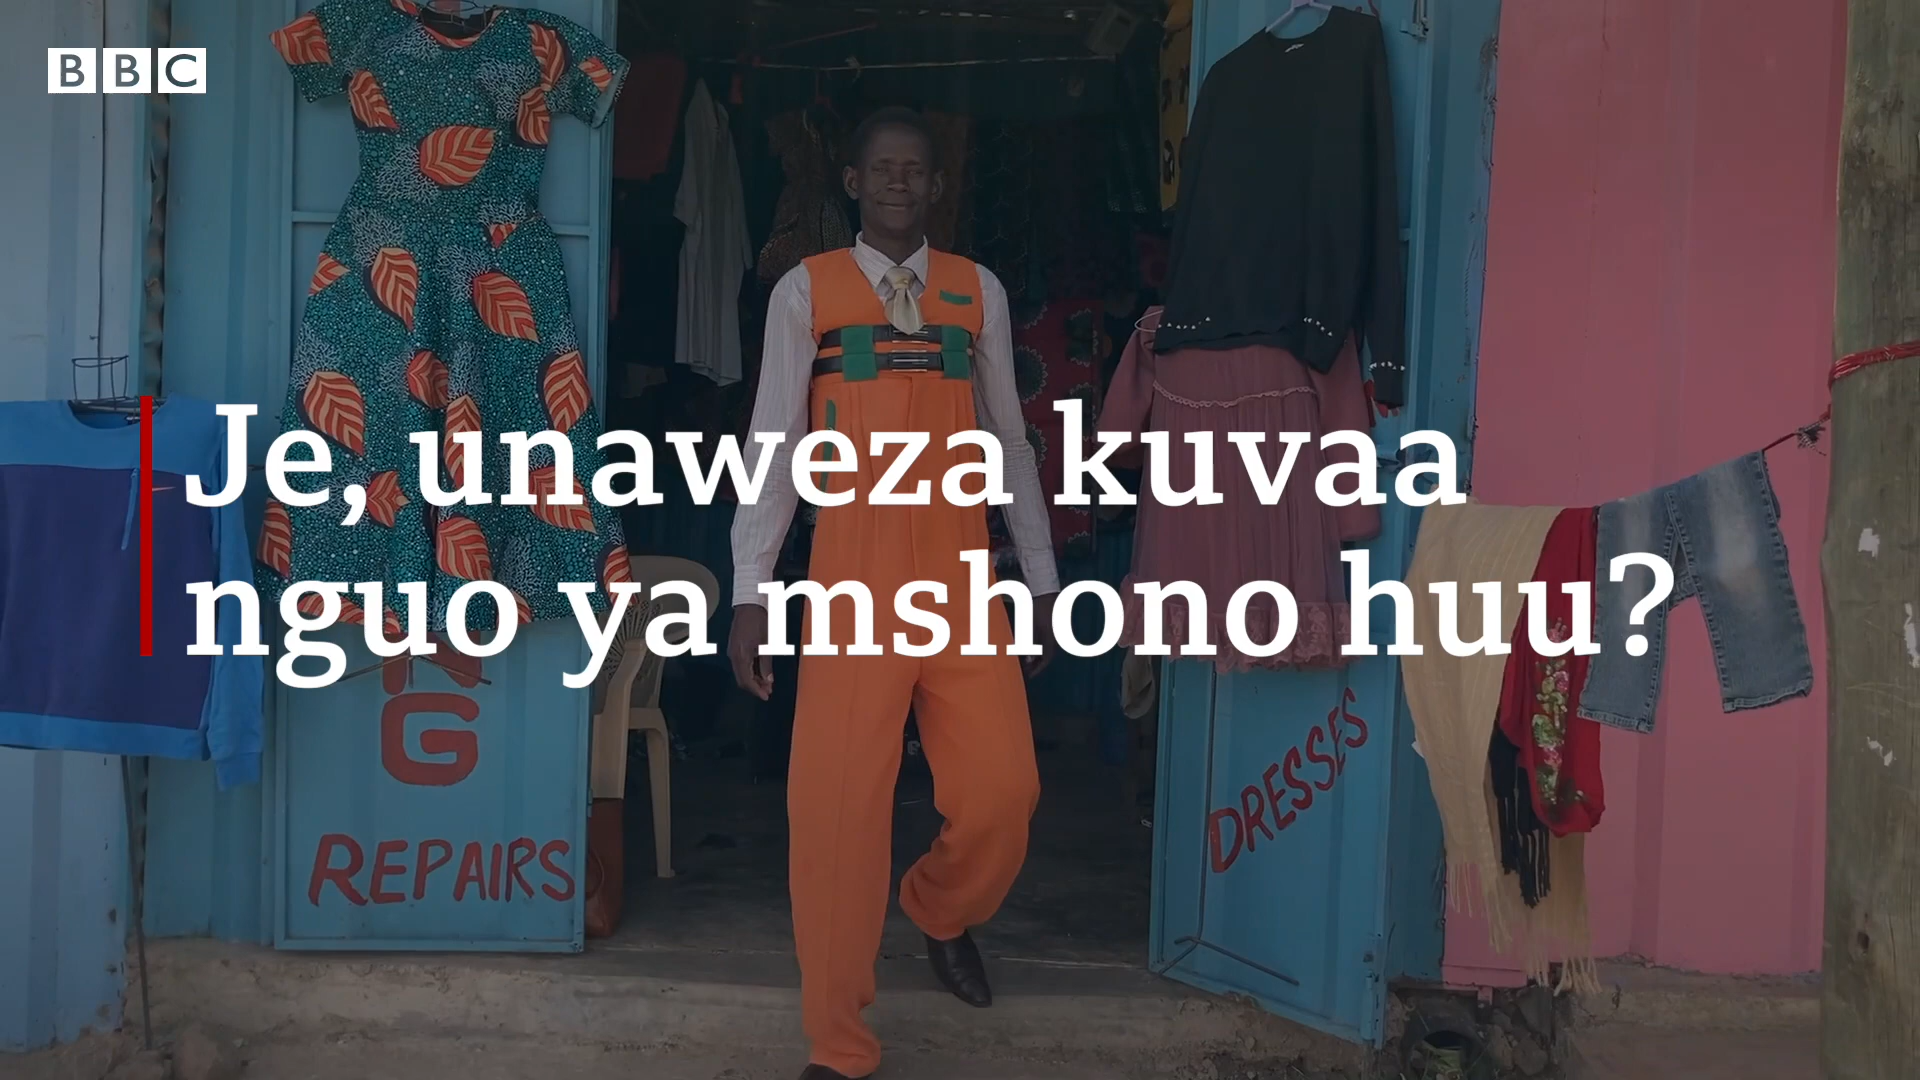 BBC
Je, unaweza kuvaa
nguo ya mshono huu?
G
REPAIRS
DRESSES